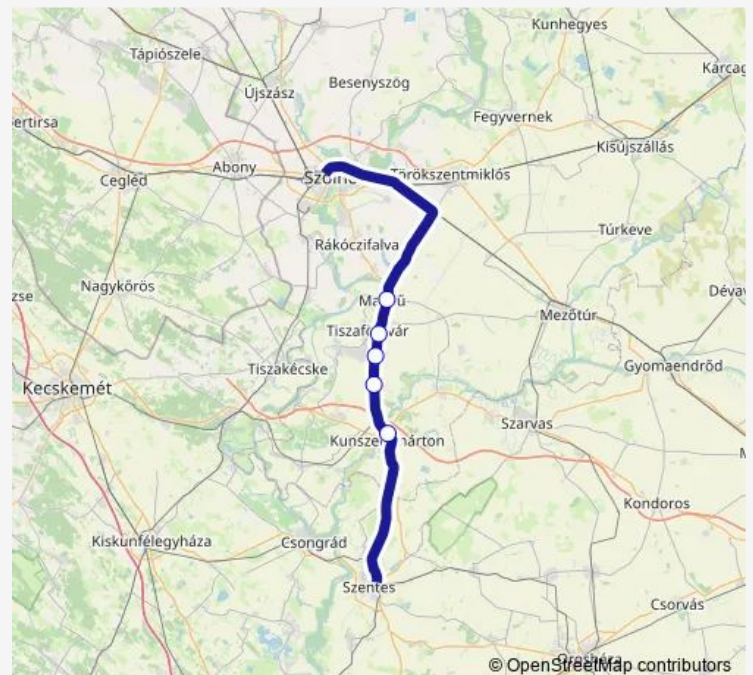 Kunhegyes
Tápiószele
Karcag
Besenyszög
Újszász
Fegyvernek
Kisújszállás
Abony
Cegléd
Törökszentmiklós
Túrkeve
Rákóczifalva
Nagykőrös
Mezőtúr
Tiszakécske
Gyomaendrőd
Kecskemét
Szarvas
Kondoros
Kiskunfélegyháza
Csongrád
Szentes
Csorvás
© OpenStreetMap contributors